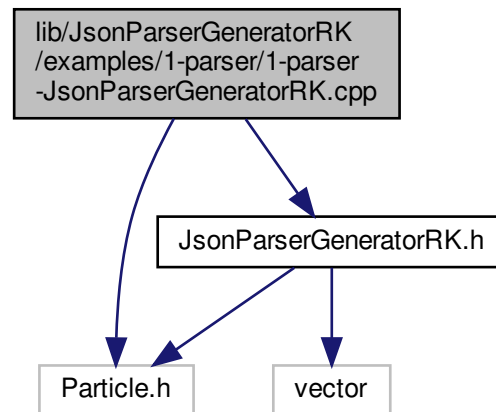 lib/JsonParserGeneratorRK
/examples/1-parser/1-parser
-JsonParserGeneratorRK.cpp
JsonParserGeneratorRK.h
Particle.h
vector